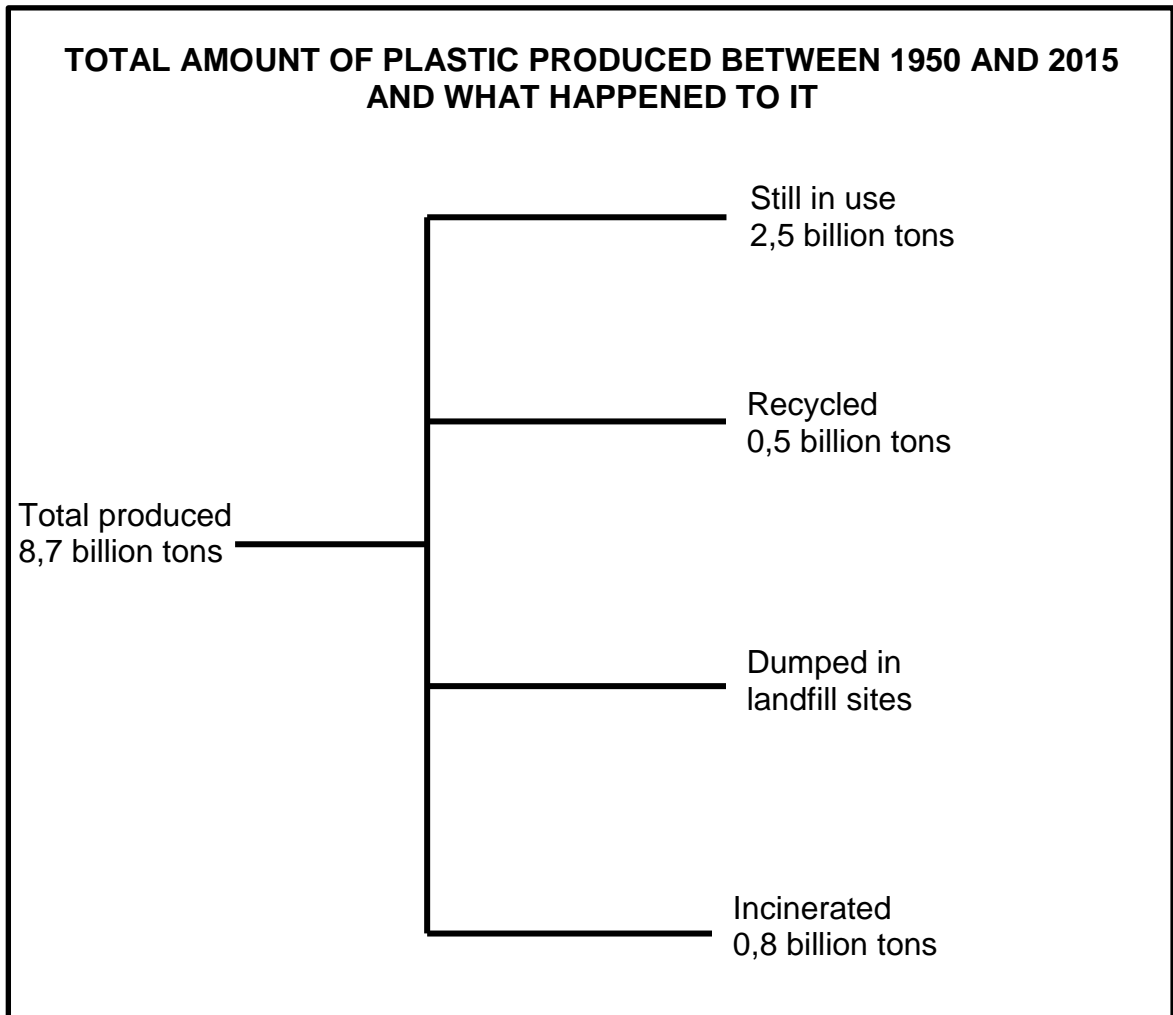 TOTAL AMOUNT OF PLASTIC PRODUCED BETWEEN 1950 AND 2015
AND WHAT HAPPENED TO IT
Still in use
2,5 billion tons
Recycled
0,5 billion tons
Total produced
8,7 billion tons
Dumped in
landfill sites
Incinerated
0,8 billion tons